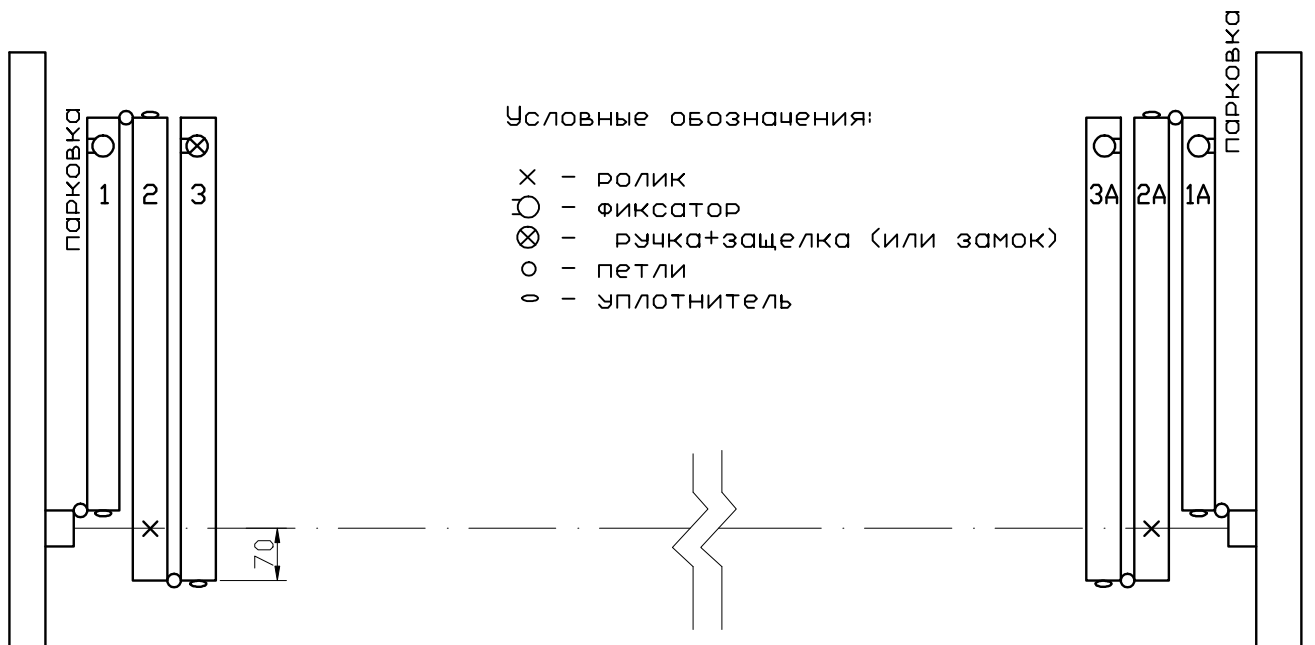 парковка
1
2
3
Условные обозначения:
× - ролик
- фиксатор
- ручка+защелка (или замок)
- петли
- уплотнитель
70
3А
2А
1А
парковка